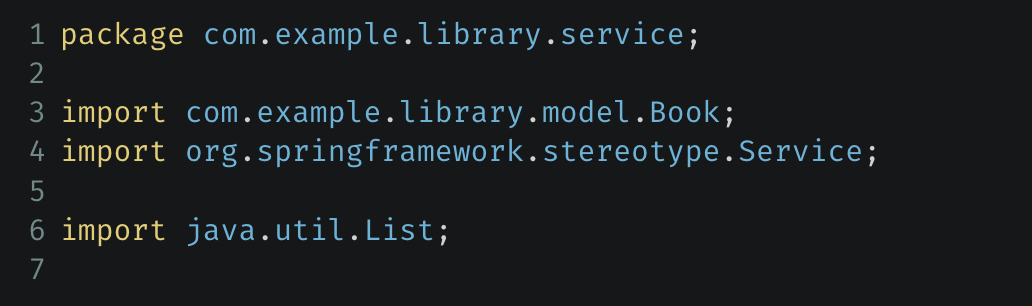 1 package com.example.library.service;
2
3 import com.example.library.model.Book;
4 import org.springframework.stereotype.Service;
5
6 import java.util.List;
7